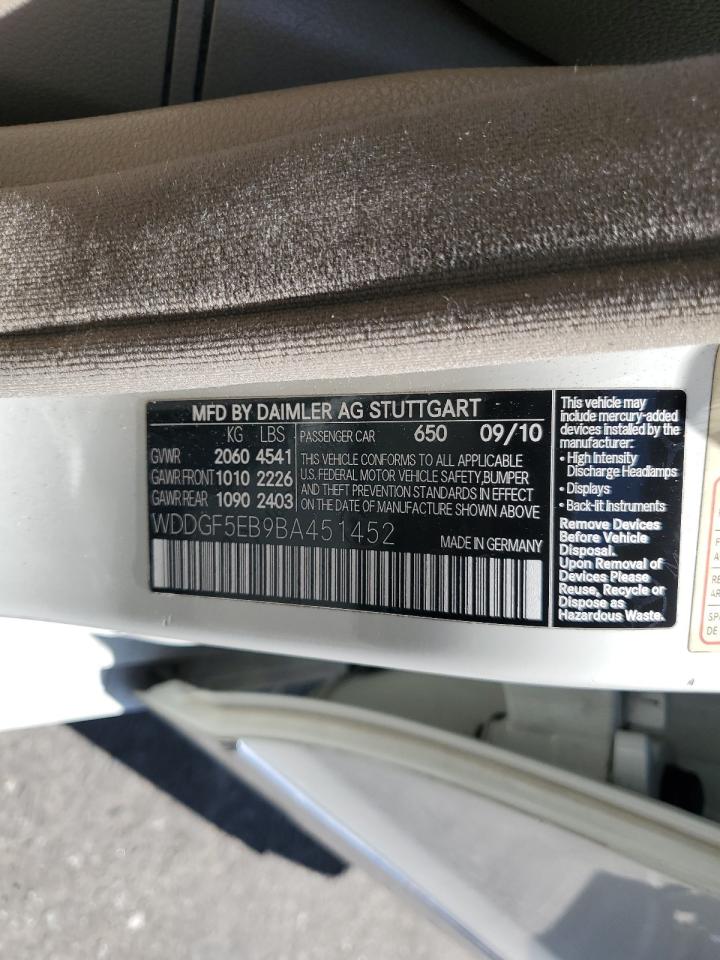 MFD BY DAIMLER AG STUTTGART
KG LBS
GVWR 2060 4541
GAWR FRONT 1010 2226
GAWR REAR 1090 2403
PASSENGER CAR 650 09/10
THIS VEHICLE CONFORMS TO ALL APPLICABLE
U.S. FEDERAL MOTOR VEHICLE SAFETY, BUMPER
AND THEFT PREVENTION STANDARDS IN EFFECT
ON THE DATE OF MANUFACTURE SHOWN ABOVE
WDDGF5EB9BA451452
MADE IN GERMANY
This vehicle may
include mercury-added
devices installed by the
manufacturer:
• High Intensity
Discharge Headlamps
• Displays
• Back-lit Instruments
Remove Devices
Before Vehicle
Disposal.
Upon Removal of
Devices Please
Reuse, Recycle or
Dispose as
Hazardous Waste.